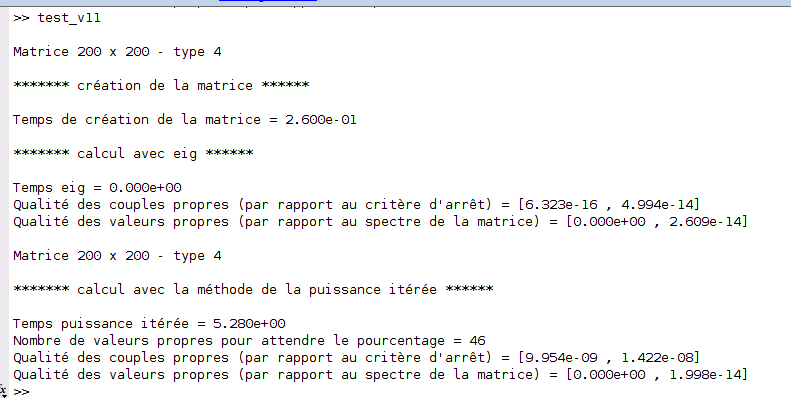 >> test_v11
Matrice 200 x 200 - type 4
******* création de la matrice ******
Temps de création de la matrice = 2.600e-01
******* calcul avec eig ******
Temps eig = 0.000e+00
Qualité des couples propres (par rapport au critère d'arrêt) = [6.323e-16 , 4.994e-14]
Qualité des valeurs propres (par rapport au spectre de la matrice) = [0.000e+00 , 2.609e-14]
Matrice 200 x 200 - type 4
******* calcul avec la méthode de la puissance itérée ******
Temps puissance itérée = 5.280e+00
Nombre de valeurs propres pour attendre le pourcentage = 46
Qualité des couples propres (par rapport au critère d'arrêt) = [9.954e-09 , 1.422e-08]
Qualité des valeurs propres (par rapport au spectre de la matrice) = [0.000e+00 , 1.998e-14]
>>